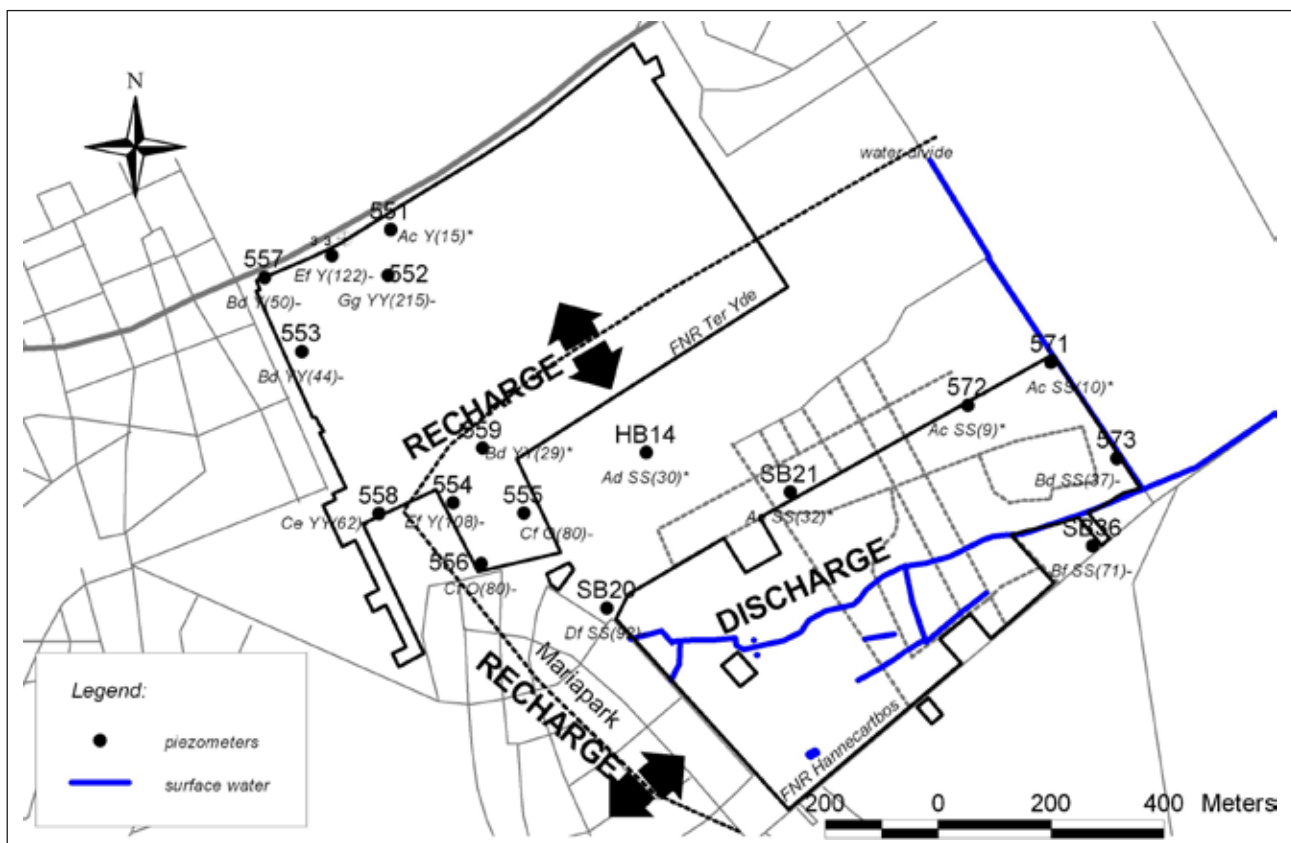 N
water divide
551
Ac Y(15)*
557
Ef Y(122)-
552
Bd Y(50)-
Gg YY(215)-
553
Bd YY(44)-
FNR Ter Yde
RECHARGE
571
Ac SS(10)*
572
Ac SS(9)*
559
Bd YY(29)*
HB14
Ad SS(30)*
573
Bd SS(37)-
SB21
SS(32)*
558
Ce YY(62)-
554
Ef Y(108)-
555
Cf O(80)-
SB36
Bf SS(71)-
556
Cf O(80)-
DISCHARGE
SB20
Df SS(92)
Mariapark
RECHARGE
FNR Hannecartbos
Legend:
piezometers
surface water
200 0 200 400 Meters